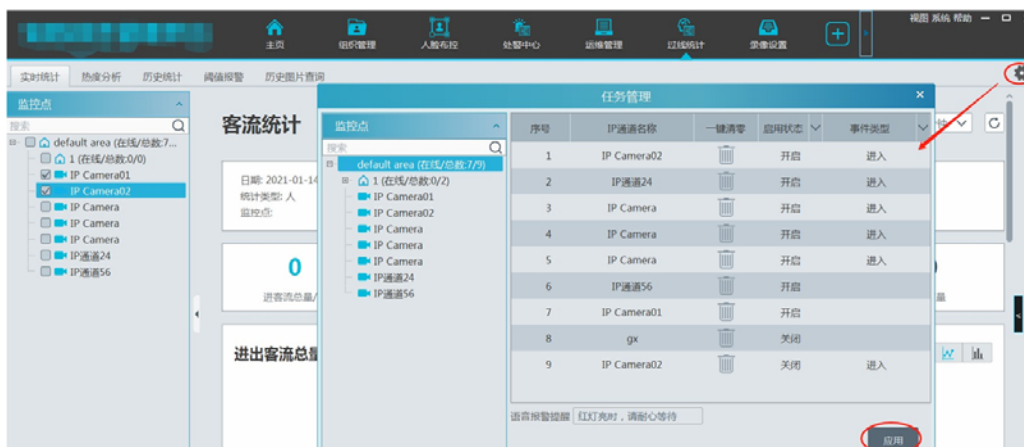 视图 系统 帮助
主页 组织管理 人脸布控 处警中心 运维管理 过线统计 录像设置
实时统计 热度分析 历史统计 阈值报警 历史图片查询
监控点
搜索
default area (在线/总数:7...
1 (在线/总数:0/0)
IP Camera01
IP Camera02
IP Camera
IP Camera
IP Camera
IP通道24
IP通道56
客流统计
日期: 2021-01-14
统计类型: 人
监控点:
0
进客流总量/
进出客流总量
任务管理
监控点
搜索
default area (在线/总数:7/9)
1 (在线/总数:0/2)
IP Camera01
IP Camera02
IP Camera
IP Camera
IP Camera
IP通道24
IP通道56
序号 IP通道名称 一键清零 启用状态 事件类型
1 IP Camera02 开启 进入
2 IP通道24 开启 进入
3 IP Camera 开启 进入
4 IP Camera 开启 进入
5 IP Camera 开启 进入
6 IP通道56 开启
7 IP Camera01 开启
8 gx 关闭
9 IP Camera02 关闭 进入
语音报警提醒 红灯亮时，请耐心等待
应用
量